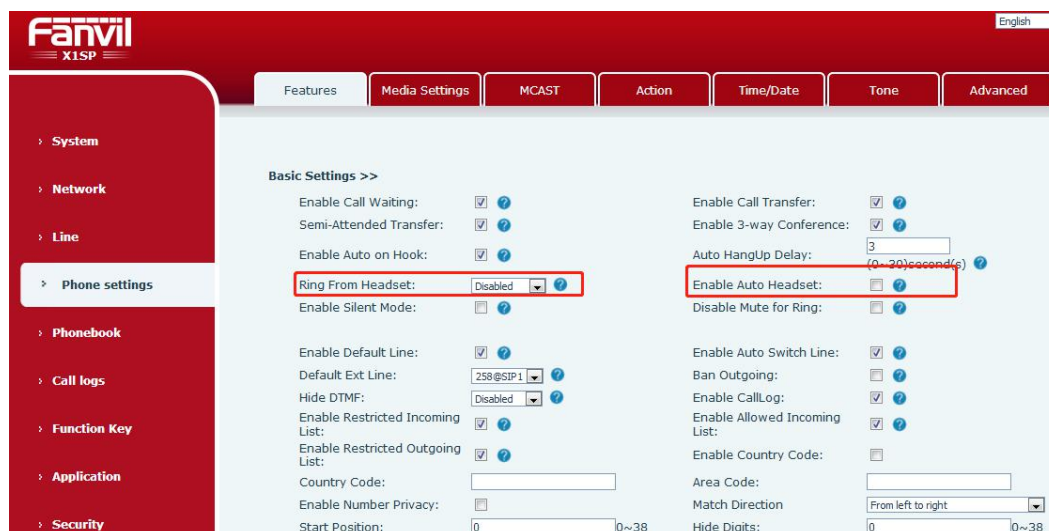 Fanvil
X1SP
English
Features Media Settings MCAST Action Time/Date Tone Advanced
› System
› Network
› Line
› Phone settings
› Phonebook
› Call logs
› Function Key
› Application
› Security
Basic Settings >>
Enable Call Waiting: Enable Call Transfer:
Semi-Attended Transfer: Enable 3-way Conference:
Enable Auto on Hook: Auto HangUp Delay: 3
(0~30)second(s)
Ring From Headset: Disabled Enable Auto Headset:
Enable Silent Mode: Disable Mute for Ring:
Enable Default Line: Enable Auto Switch Line:
Default Ext Line: 258@SIP1 Ban Outgoing:
Hide DTMF: Disabled Enable CallLog:
Enable Restricted Incoming List: Enable Allowed Incoming List:
Enable Restricted Outgoing List: Enable Country Code:
Country Code: Area Code:
Enable Number Privacy: Match Direction From left to right
Start Position: 0 0~38 Hide Digits: 0 0~38